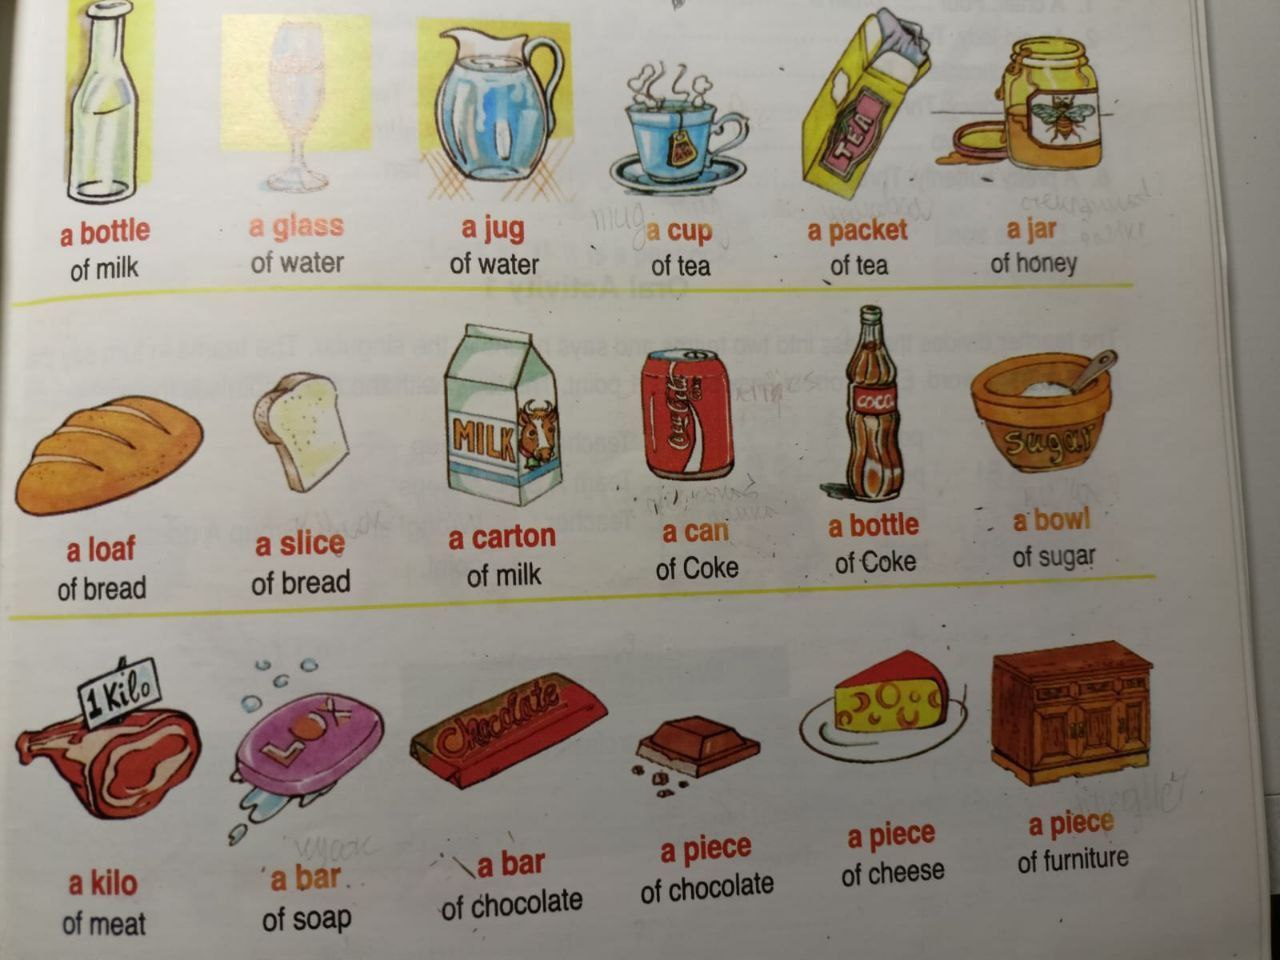 TEA
a bottle
of milk
a glass
of water
a jug
of water
a cup
of tea
a packet
of tea
a jar
of honey
mug
MILK
Coca-Cola
COCA
sugar
a loaf
of bread
a slice
of bread
a carton
of milk
a can
of Coke
a bottle
of Coke
a bowl
of sugar
1 Kilo
LUX
Chocolate
a kilo
of meat
a bar
of soap
a bar
of chocolate
a piece
of chocolate
a piece
of cheese
a piece
of furniture